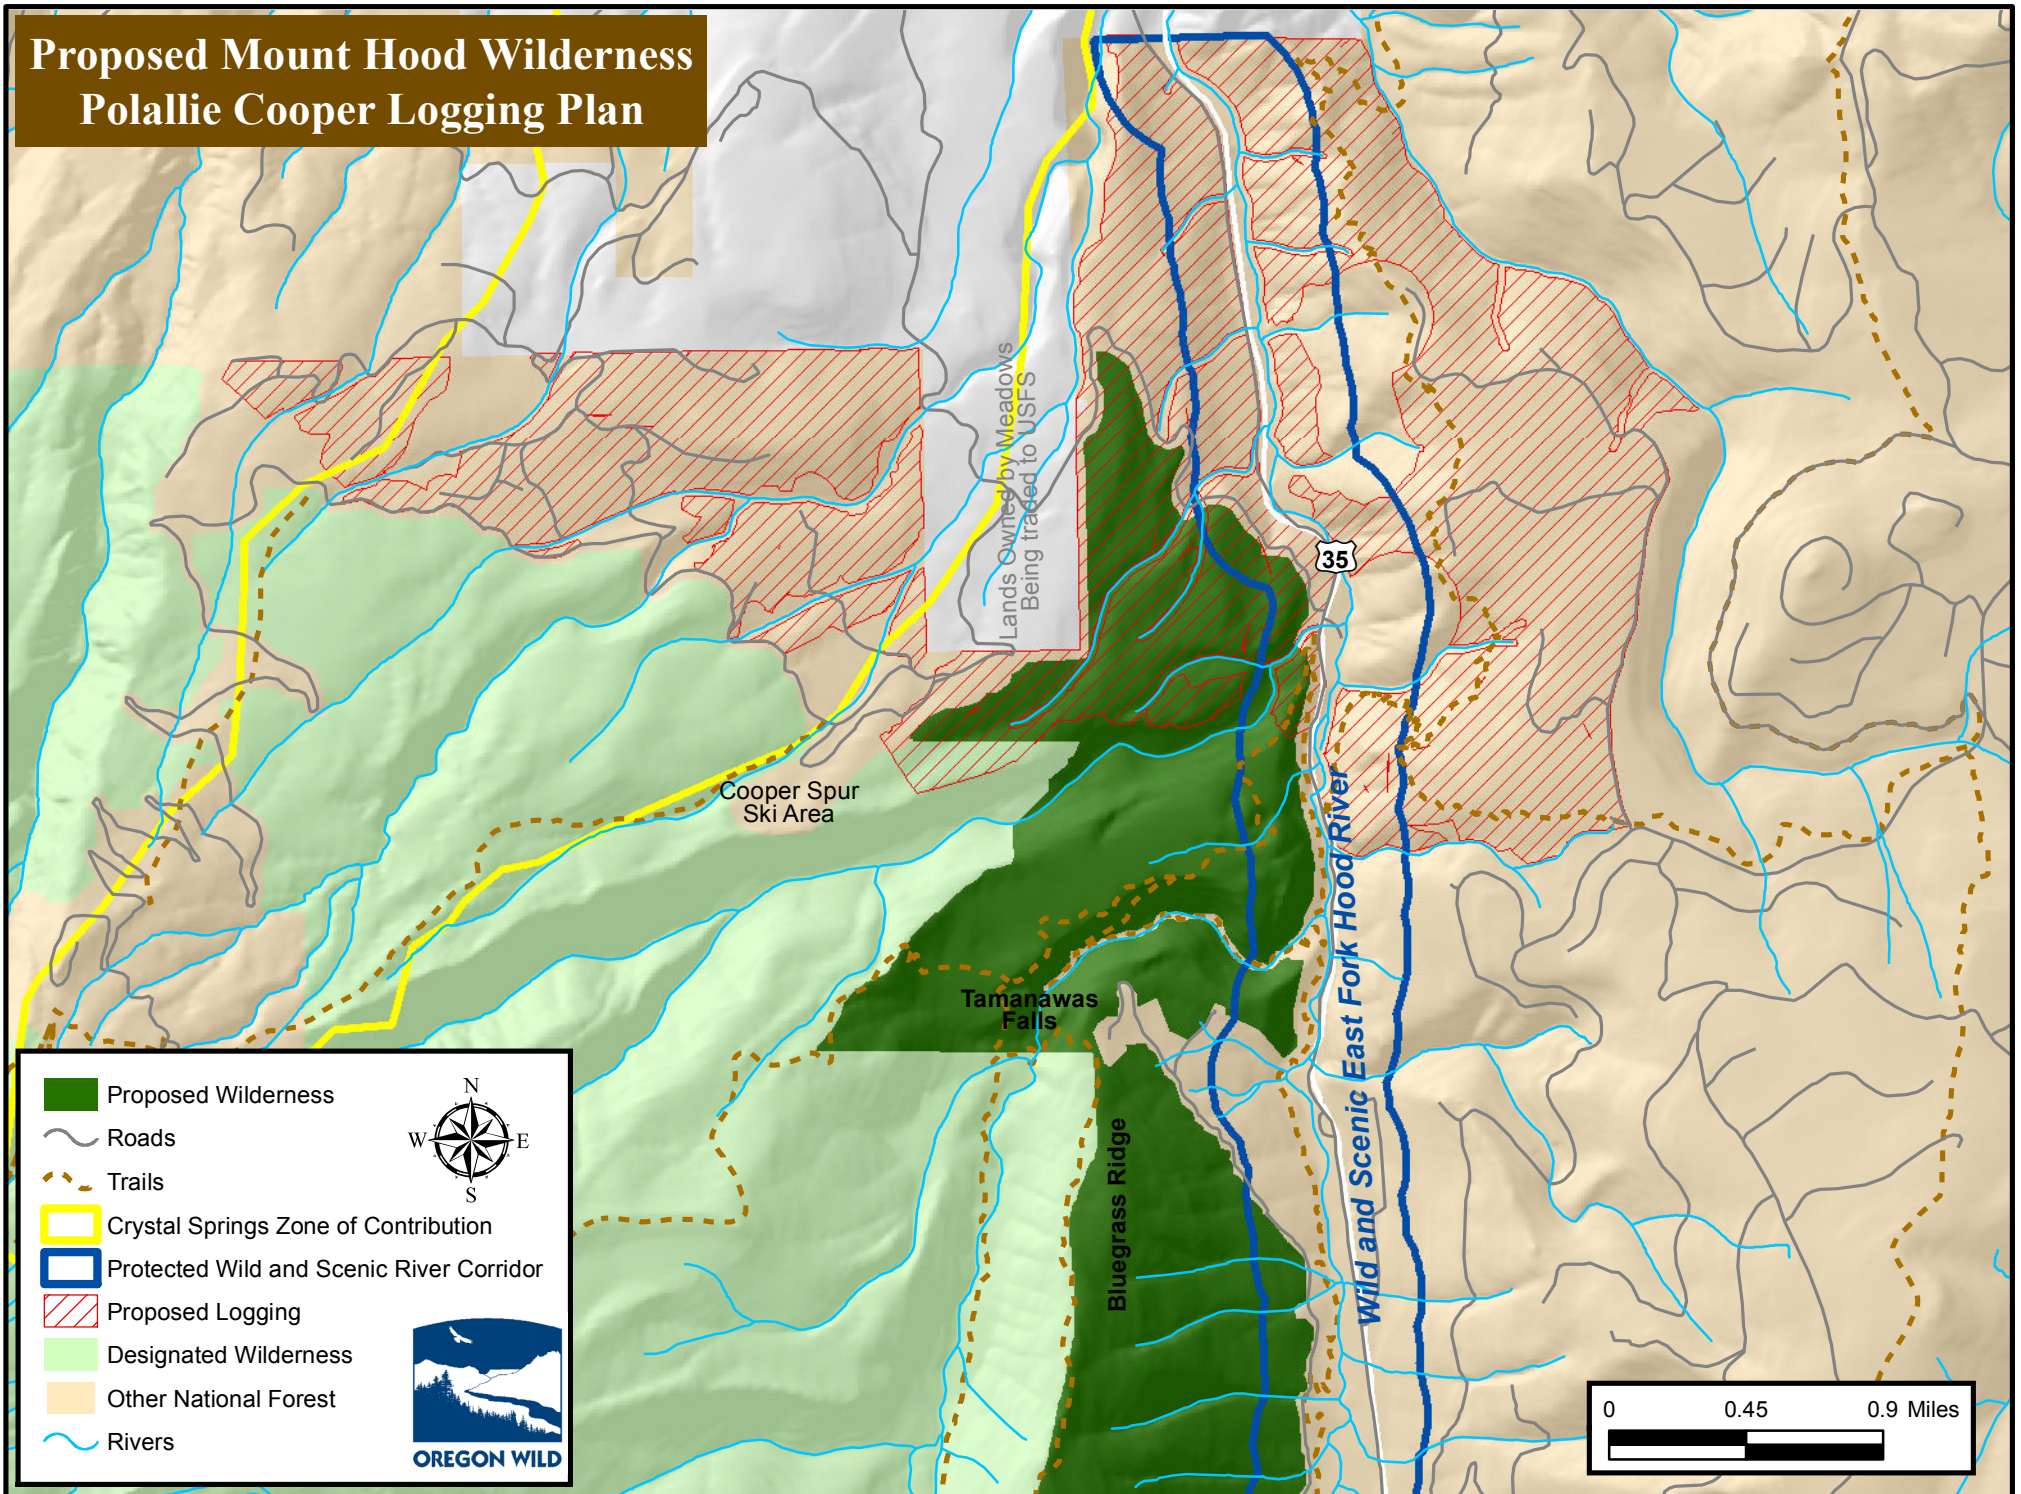 Proposed Mount Hood Wilderness
Polallie Cooper Logging Plan
Lands Owned by Meadows
Being traded to USFS
35
Cooper Spur
Ski Area
Wild and Scenic East Fork Hood River
Tamanawas
Falls
Bluegrass Ridge
Proposed Wilderness
Roads
Trails
Crystal Springs Zone of Contribution
Protected Wild and Scenic River Corridor
Proposed Logging
Designated Wilderness
Other National Forest
Rivers
N
W E
S
OREGON WILD
0 0.45 0.9 Miles